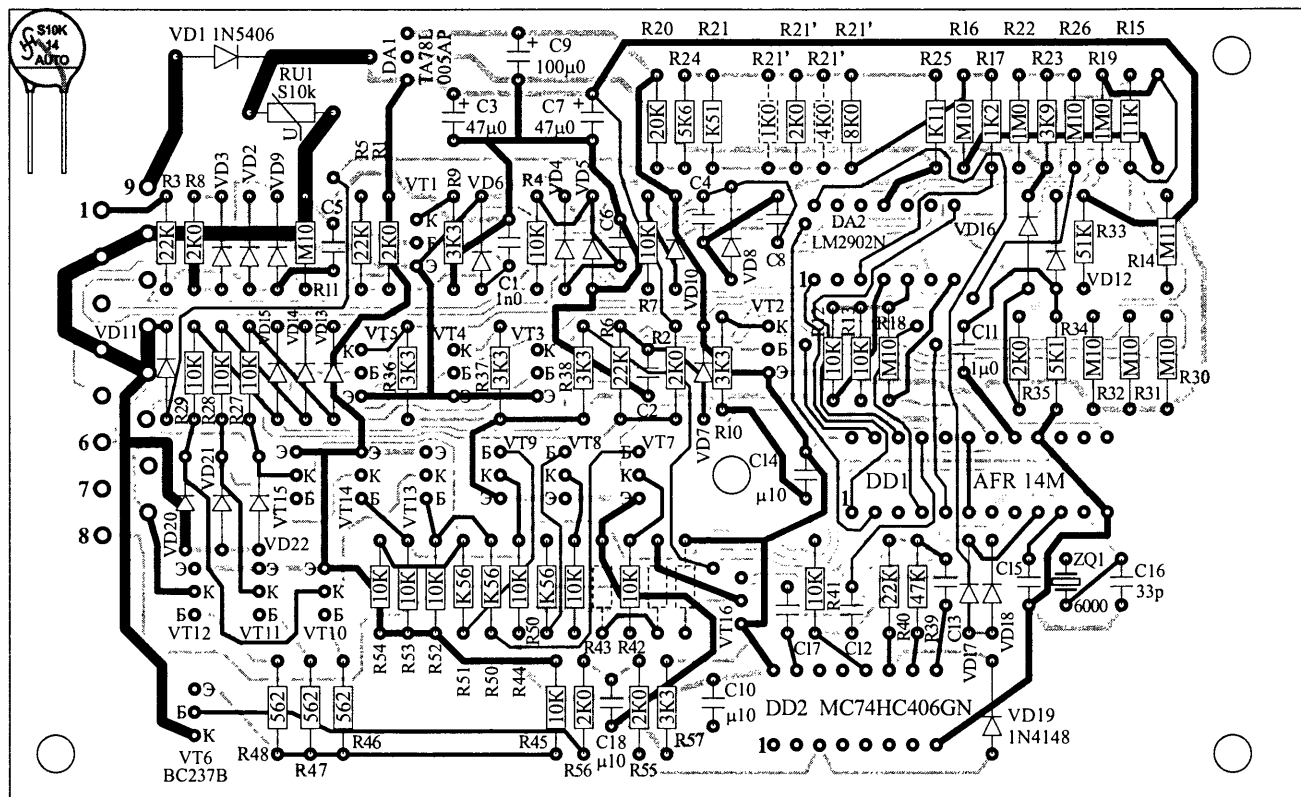 S10K
14
AUTO
VD1 1N5406
RU1
S10k
U
DA1
TA78L
005AP
C9
100µ0
C3
47µ0
C7
47µ0
R20 R21 R21' R21' R16 R22 R26 R15
R24 R21' R21' R25 R17 R23 R19
20K 5K6 K51 1K0 2K0 4K0 8K0 K11 M10 1K2 1M0 3K9 M10 1M0 11K
9
1
R3 R8 VD3 VD2 VD9 C5 R5 R1 VT1 R9 VD6 R4 VD4 VD5 C6 C4
К
Б
Э
22K 2K0 M10 22K 2K0 3K3 10K 10K
R11
C1
1n0
R7
VD10
VD8
C8
DA2
LM2902N
VD16
51K
R33
VD12
M11
R14
1
VD11 VD15 VD14 VD13 VT5 VT4 VT3 R6 R2 VT2 R12 R13 R18 C11 R34
К К К К
Б Б Б Б
Э Э Э Э
10K 10K 10K 3K3 3K3 3K3 22K 2K0 3K3 10K 10K M10 1µ0 2K0 5K1 M10 M10 M10
R29 R28 R27 R36 R37 R38 C2 VD7 R10 R35 R32 R31 R30
6
7
8
VD20 VD21 VD22 VT15 VT14 VT13 VT9 VT8 VT7
Э Э Э Б Б Б
К К К К К К
Б Б Б Э Э Э
C14
µ10
DD1 AFR 14M
1
Э Э Э
К К К
Б Б Б
VT12 VT11 VT10
10K 10K 10K K56 K56 10K K56 10K 10K
R54 R53 R52 R51 R50 R44 R50 R43 R42
VT16
10K
R41
22K 47K
C17 C12 R40 R39 C13 VD17 VD18 C15
ZQ1
6000
C16
33p
Э
Б
К
VT6
BC237B
562 562 562
R48 R47 R46
10K 2K0
R45 R56
C18
µ10
2K0 3K3
R55 R57
C10
µ10
DD2 MC74HC406GN
1
VD19
1N4148